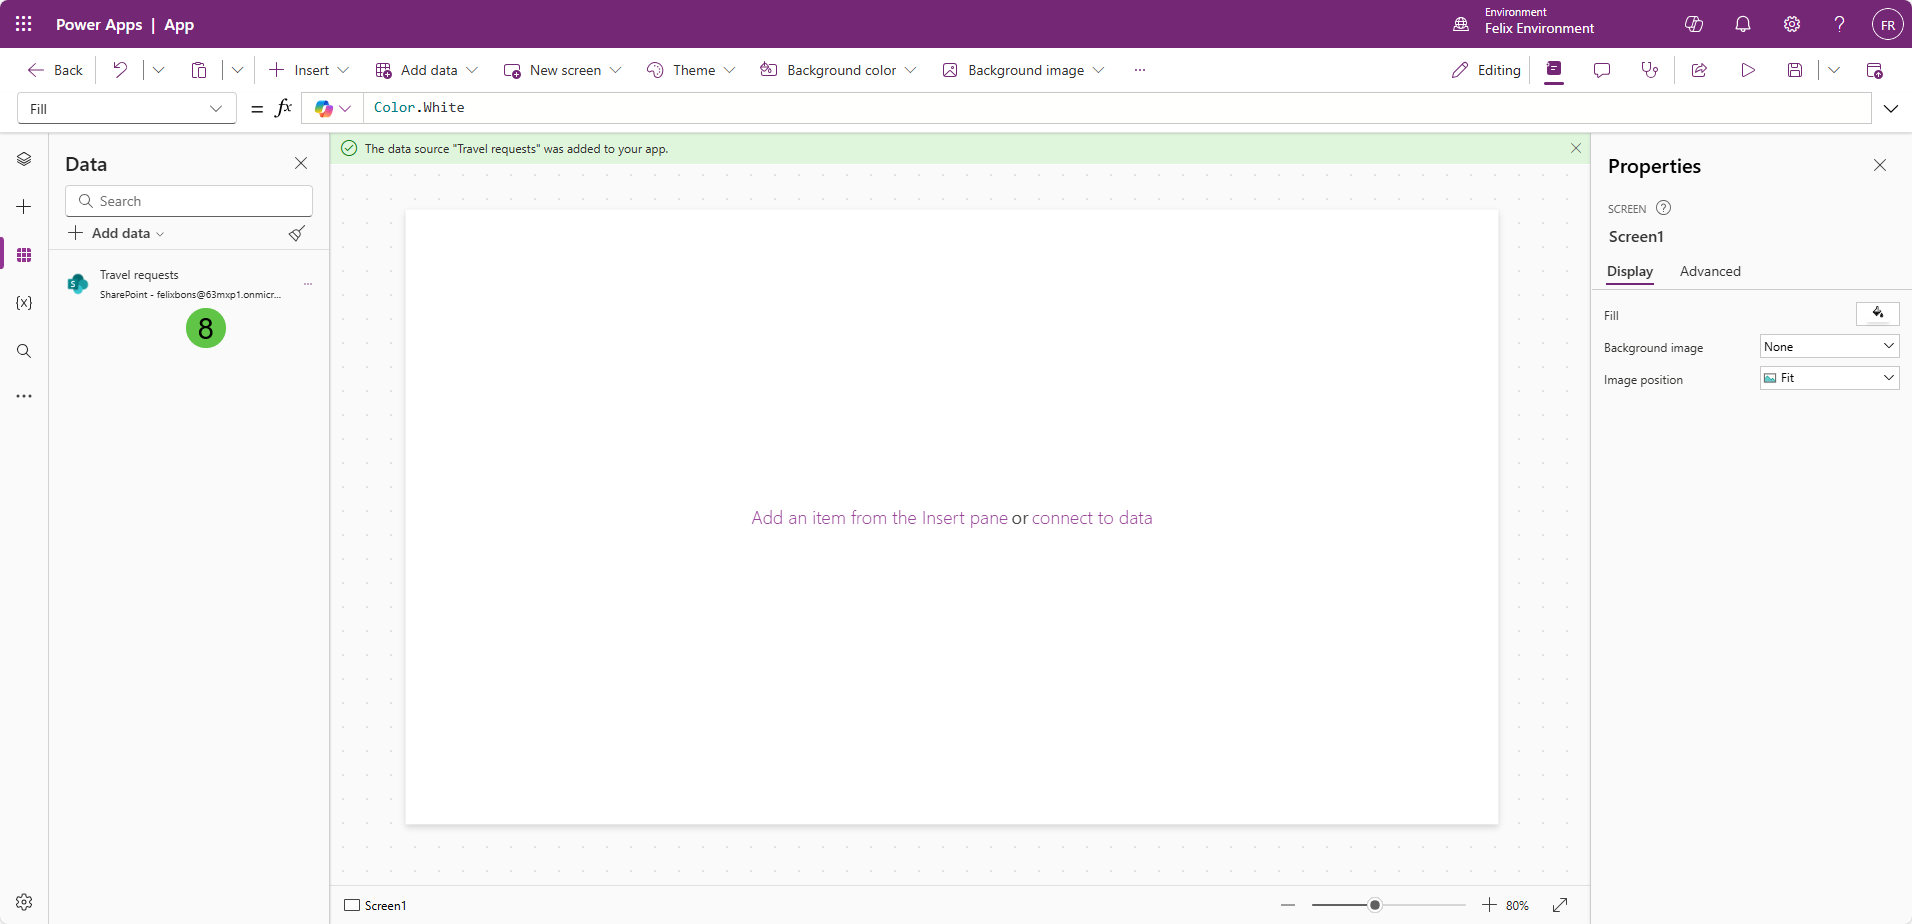 Power Apps | App
Environment
Felix Environment
FR
Back
Insert
Add data
New screen
Theme
Background color
Background image
Editing
Fill
= fx
Color.White
Data
Search
Add data
Travel requests
SharePoint - felixbons@63mxp1.onmicr...
8
{x}
The data source "Travel requests" was added to your app.
Add an item from the Insert pane or connect to data
Screen1
80%
Properties
SCREEN
Screen1
Display Advanced
Fill
Background image
None
Image position
Fit